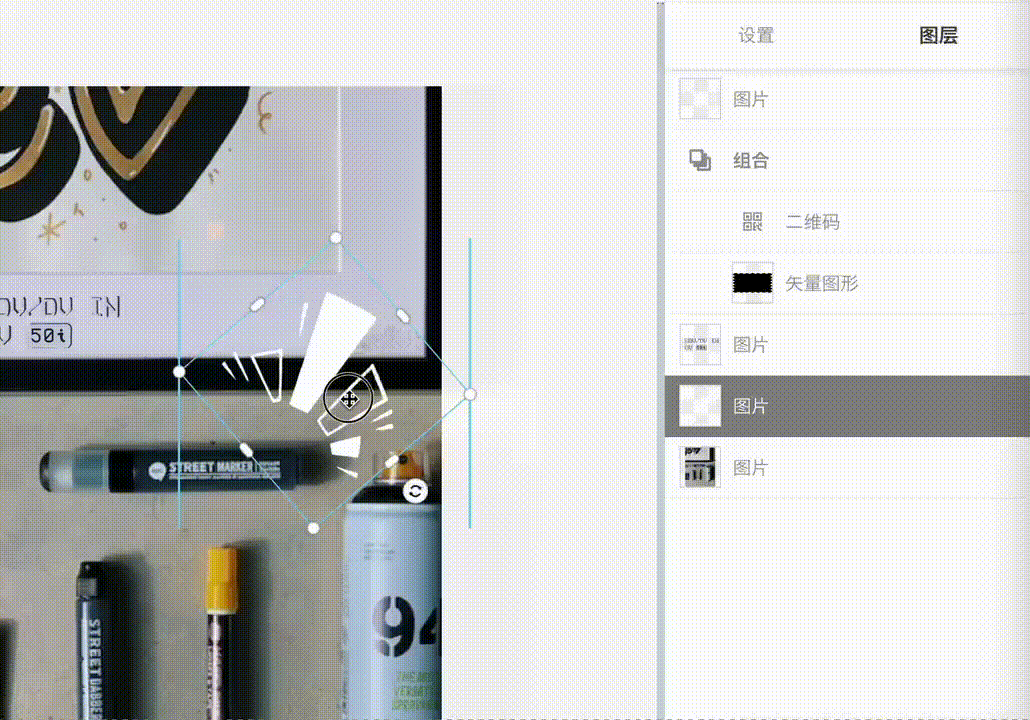 设置
图层
图片
组合
二维码
矢量图形
图片
图片
图片
DV/DV IN
50i
STREET MARKER
STREET DABBER
94